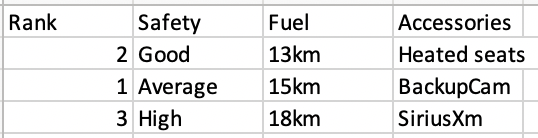 Rank Safety Fuel Accessories
2 Good 13km Heated seats
1 Average 15km BackupCam
3 High 18km SiriusXm